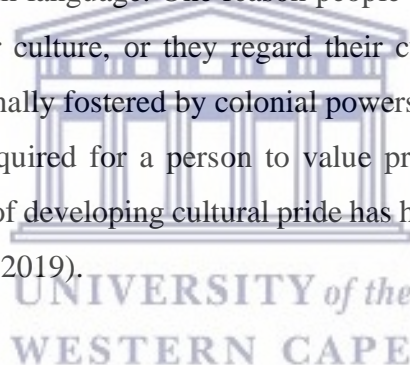 language. One reason people
culture, or they regard their c
nally fostered by colonial powers
quired for a person to value pr
of developing cultural pride has h
2019).
UNIVERSITY of the
WESTERN CAPE